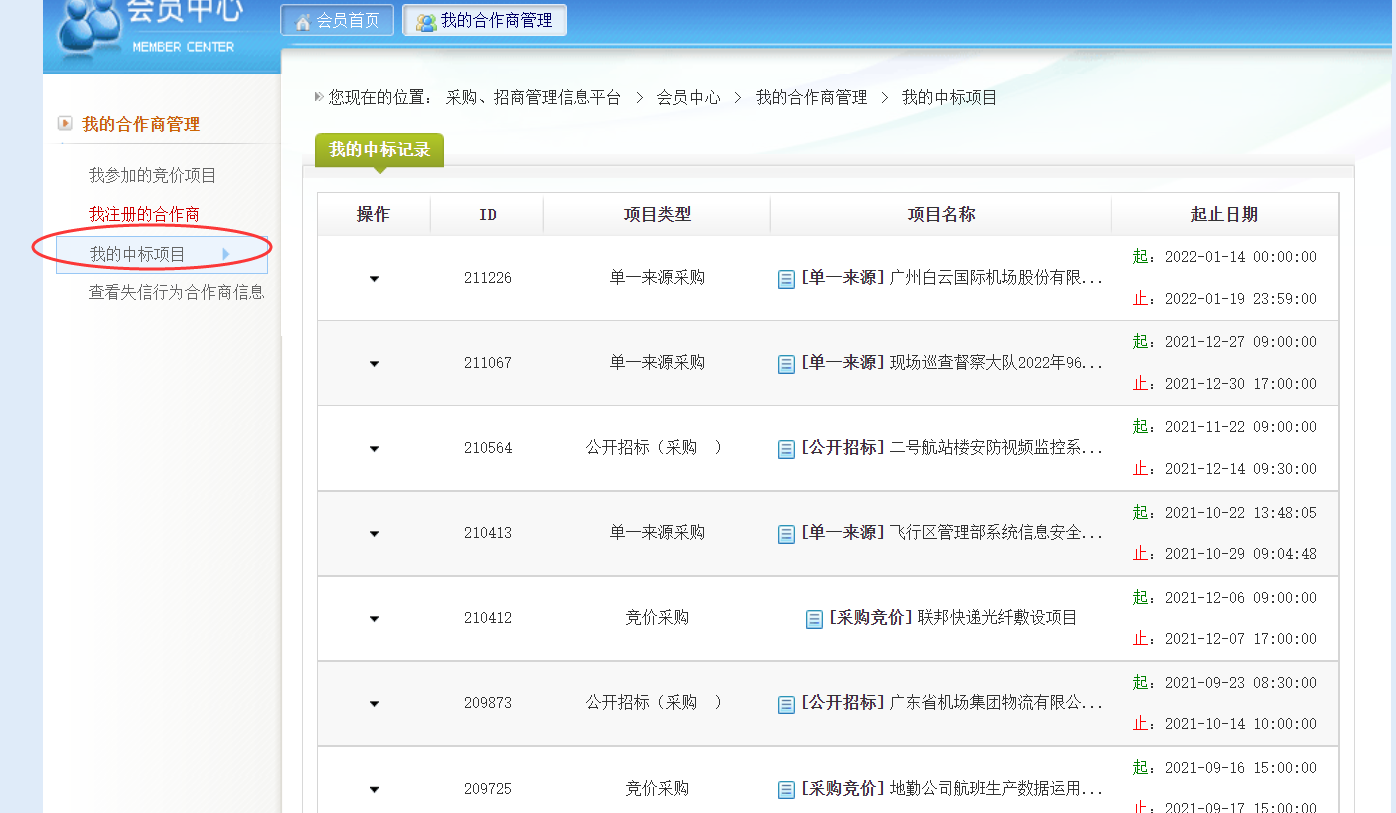 会员中心
MEMBER CENTER
会员首页
我的合作商管理
您现在的位置： 采购、招商管理信息平台 > 会员中心 > 我的合作商管理 > 我的中标项目
我的合作商管理
我参加的竞价项目
我注册的合作商
我的中标项目
查看失信行为合作商信息
我的中标记录
操作 ID 项目类型 项目名称 起止日期
211226 单一来源采购 [单一来源] 广州白云国际机场股份有限... 起：2022-01-14 00:00:00
止：2022-01-19 23:59:00
211067 单一来源采购 [单一来源] 现场巡查督察大队2022年96... 起：2021-12-27 09:00:00
止：2021-12-30 17:00:00
210564 公开招标（采购 ） [公开招标] 二号航站楼安防视频监控系... 起：2021-11-22 09:00:00
止：2021-12-14 09:30:00
210413 单一来源采购 [单一来源] 飞行区管理部系统信息安全... 起：2021-10-22 13:48:05
止：2021-10-29 09:04:48
210412 竞价采购 [采购竞价] 联邦快递光纤敷设项目 起：2021-12-06 09:00:00
止：2021-12-07 17:00:00
209873 公开招标（采购 ） [公开招标] 广东省机场集团物流有限公... 起：2021-09-23 08:30:00
止：2021-10-14 10:00:00
209725 竞价采购 [采购竞价] 地勤公司航班生产数据运用... 起：2021-09-16 15:00:00
止：2021-09-17 15:00:00